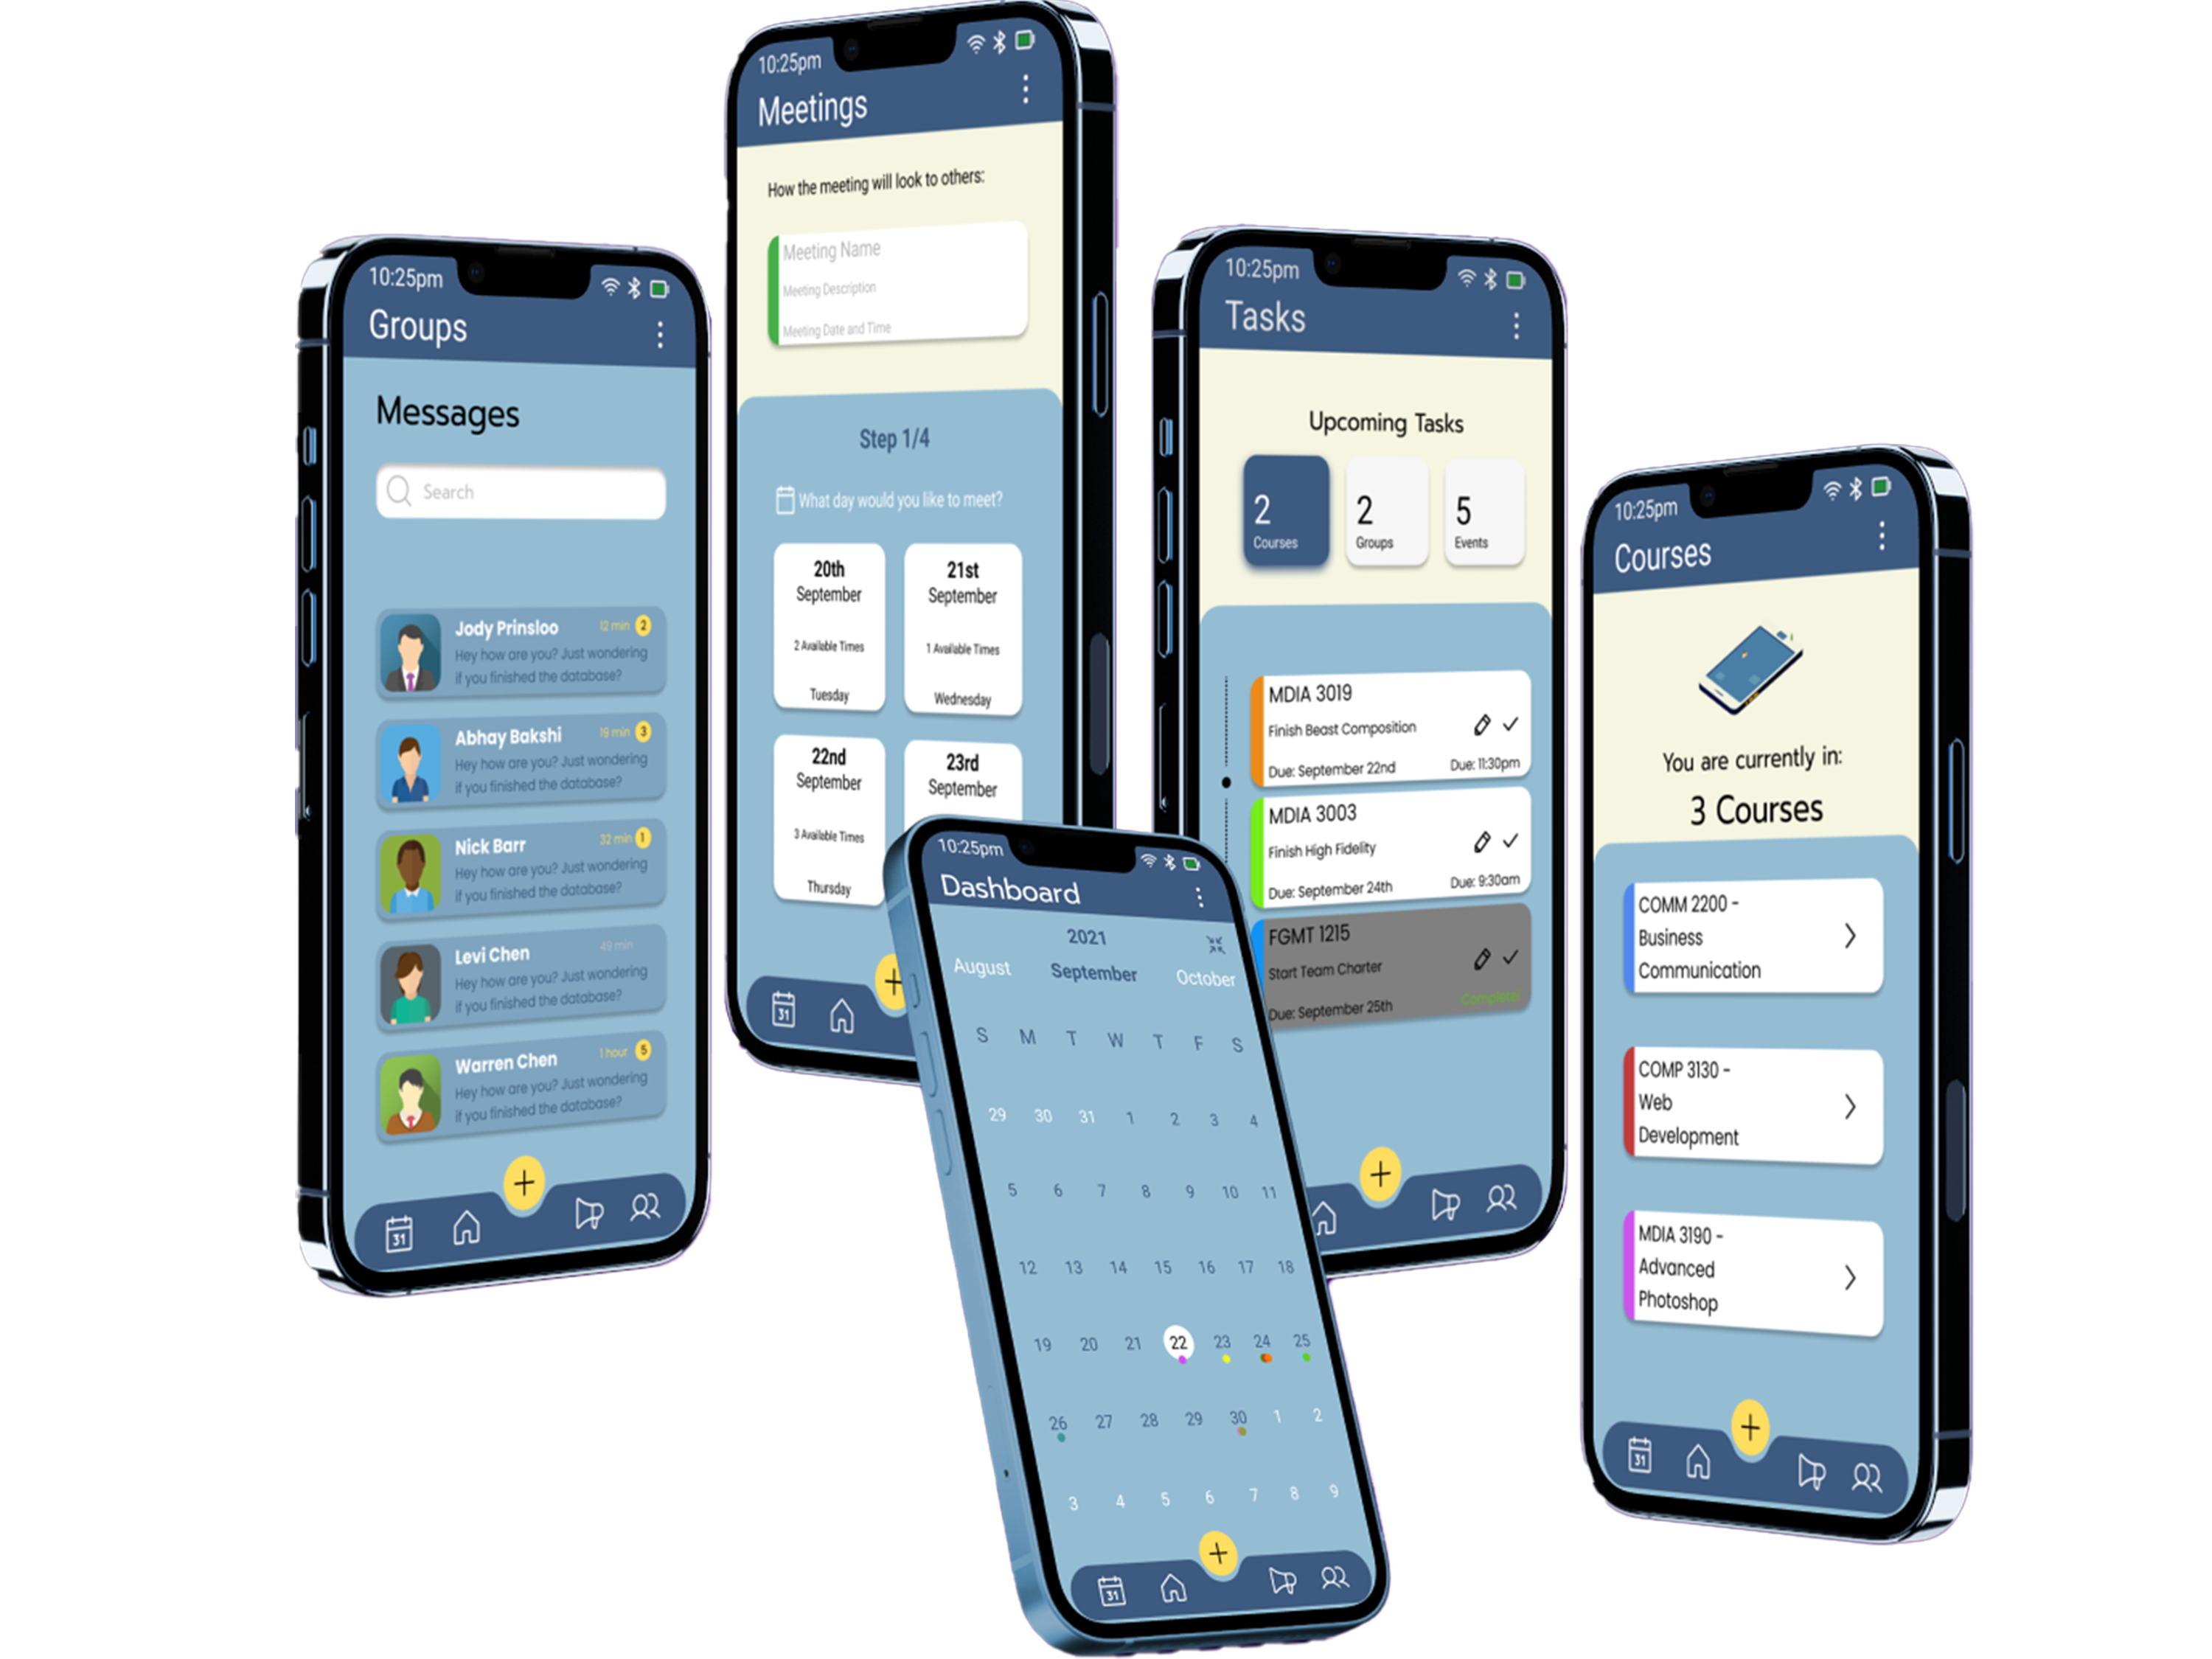 10:25pm
Groups
Messages
Search
Jody Prinsloo 12 min 2
Hey how are you? Just wondering
if you finished the database?
Abhay Bakshi 19 min 3
Hey how are you? Just wondering
if you finished the database?
Nick Barr 32 min 1
Hey how are you? Just wondering
if you finished the database?
Levi Chen 49 min
Hey how are you? Just wondering
if you finished the database?
Warren Chen 1 hour 5
Hey how are you? Just wondering
if you finished the database?
+
31
10:25pm
Meetings
How the meeting will look to others:
Meeting Name
Meeting Description
Meeting Date and Time
Step 1/4
What day would you like to meet?
20th
September
2 Available Times
Tuesday
21st
September
1 Available Times
Wednesday
22nd
September
3 Available Times
Thursday
23rd
September
+
31
10:25pm
Dashboard
2021
August September October
S M T W T F S
29 30 31 1 2 3 4
5 6 7 8 9 10 11
12 13 14 15 16 17 18
19 20 21 22 23 24 25
26 27 28 29 30 1 2
3 4 5 6 7 8 9
+
31
10:25pm
Tasks
Upcoming Tasks
2
Courses
2
Groups
5
Events
MDIA 3019
Finish Beast Composition
Due: September 22nd Due: 11:30pm
MDIA 3003
Finish High Fidelity
Due: September 24th Due: 9:30am
FGMT 1215
Start Team Charter
Due: September 25th Complete
+
10:25pm
Courses
You are currently in:
3 Courses
COMM 2200 -
Business
Communication
COMP 3130 -
Web
Development
MDIA 3190 -
Advanced
Photoshop
+
31